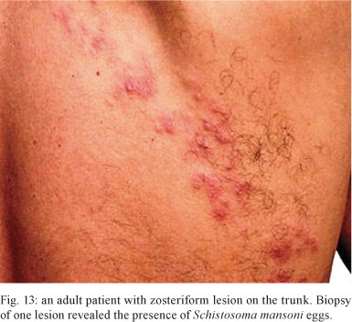 Fig. 13: an adult patient with zosteriform lesion on the trunk. Biopsy
of one lesion revealed the presence of Schistosoma mansoni eggs.